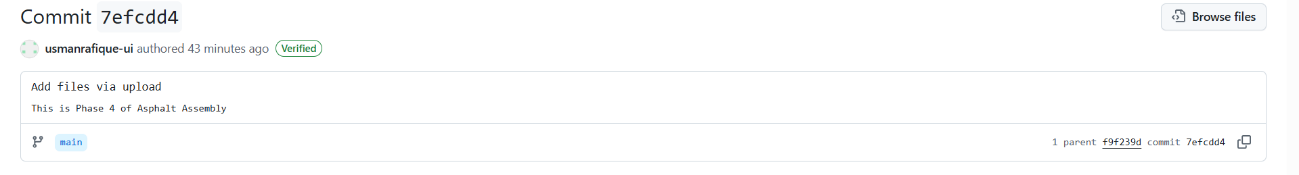 Commit 7efcdd4
Browse files
usmanrafique-ui authored 43 minutes ago Verified
Add files via upload
This is Phase 4 of Asphalt Assembly
main
1 parent f9f239d commit 7efcdd4